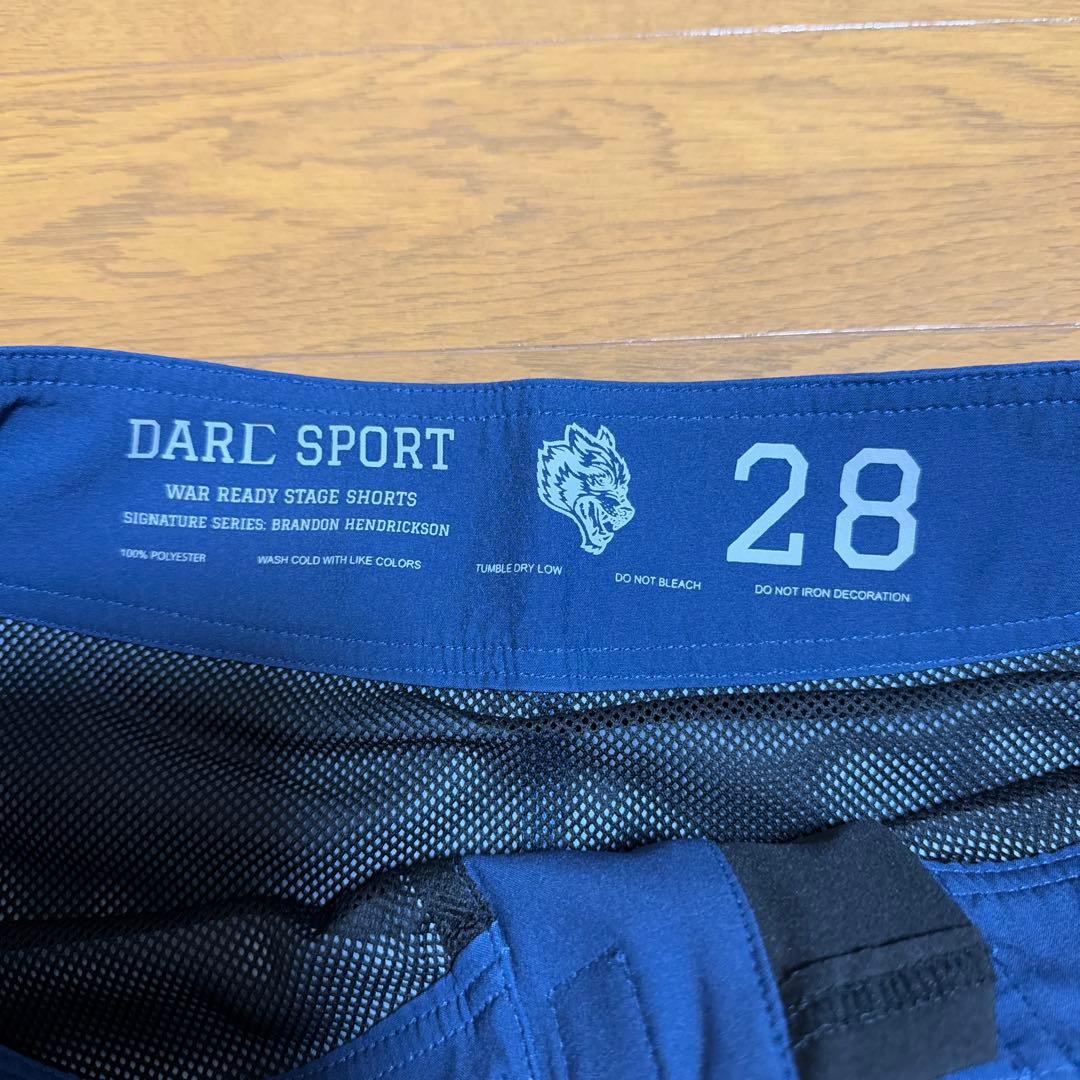 DARC SPORT
WAR READY STAGE SHORTS
SIGNATURE SERIES: BRANDON HENDRICKSON
100% POLYESTER WASH COLD WITH LIKE COLORS TUMBLE DRY LOW DO NOT BLEACH DO NOT IRON DECORATION
28